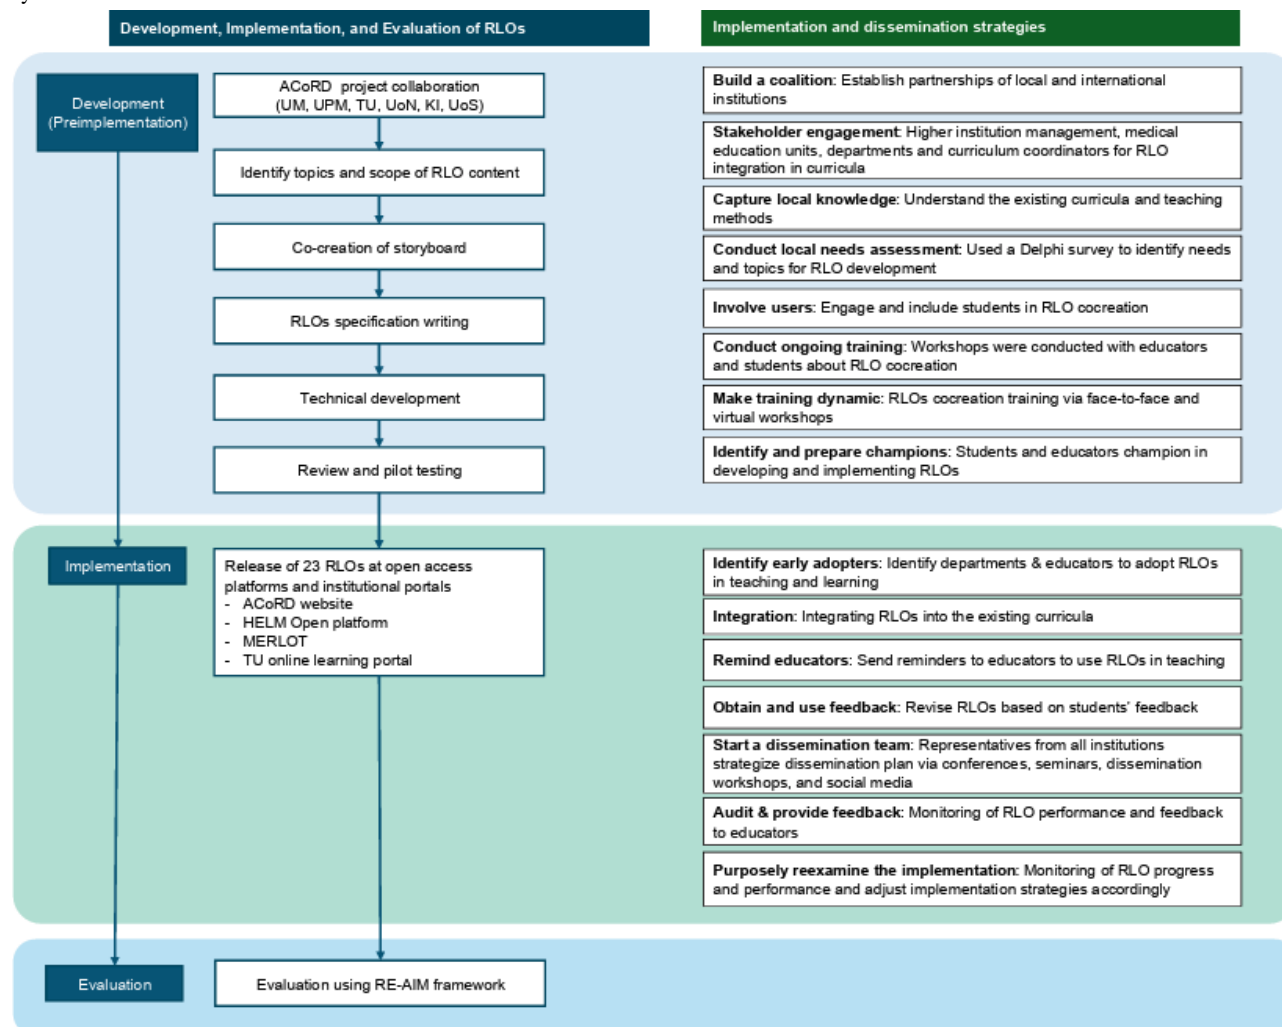 Development, Implementation, and Evaluation of RLOs
Implementation and dissemination strategies
Development
(Preimplementation)
ACoRD project collaboration
(UM, UPM, TU, UoN, KI, UoS)
Identify topics and scope of RLO content
Co-creation of storyboard
RLOs specification writing
Technical development
Review and pilot testing
Build a coalition: Establish partnerships of local and international
institutions
Stakeholder engagement: Higher institution management, medical
education units, departments and curriculum coordinators for RLO
integration in curricula
Capture local knowledge: Understand the existing curricula and teaching
methods
Conduct local needs assessment: Used a Delphi survey to identify needs
and topics for RLO development
Involve users: Engage and include students in RLO cocreation
Conduct ongoing training: Workshops were conducted with educators
and students about RLO cocreation
Make training dynamic: RLOs cocreation training via face-to-face and
virtual workshops
Identify and prepare champions: Students and educators champion in
developing and implementing RLOs
Implementation
Release of 23 RLOs at open access
platforms and institutional portals
- ACoRD website
- HELM Open platform
- MERLOT
- TU online learning portal
Identify early adopters: Identify departments & educators to adopt RLOs
in teaching and learning
Integration: Integrating RLOs into the existing curricula
Remind educators: Send reminders to educators to use RLOs in teaching
Obtain and use feedback: Revise RLOs based on students' feedback
Start a dissemination team: Representatives from all institutions
strategize dissemination plan via conferences, seminars, dissemination
workshops, and social media
Audit & provide feedback: Monitoring of RLO performance and feedback
to educators
Purposely reexamine the implementation: Monitoring of RLO progress
and performance and adjust implementation strategies accordingly
Evaluation
Evaluation using RE-AIM framework